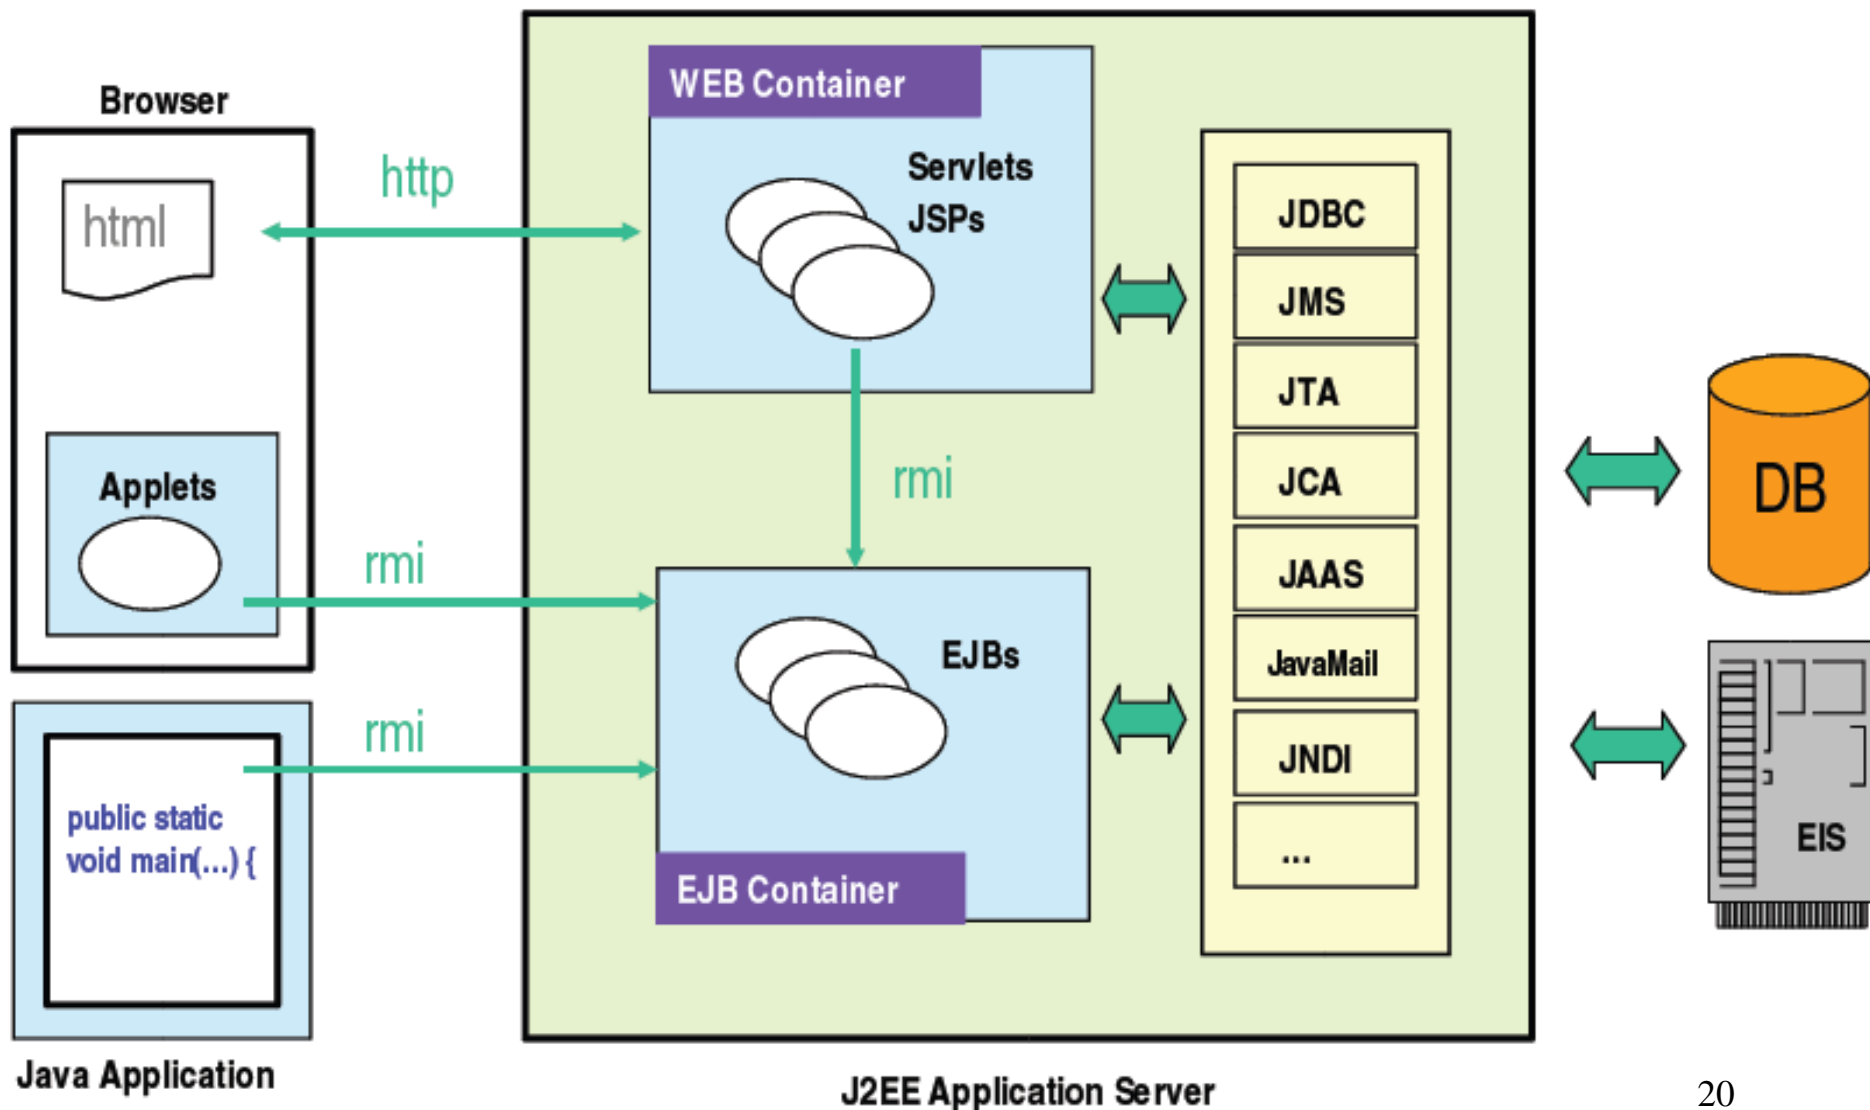 Browser
html
Applets
public static
void main(...) {
Java Application
http
rmi
rmi
WEB Container
Servlets
JSPs
rmi
EJBs
EJB Container
JDBC
JMS
JTA
JCA
JAAS
JavaMail
JNDI
...
J2EE Application Server
DB
EIS
20